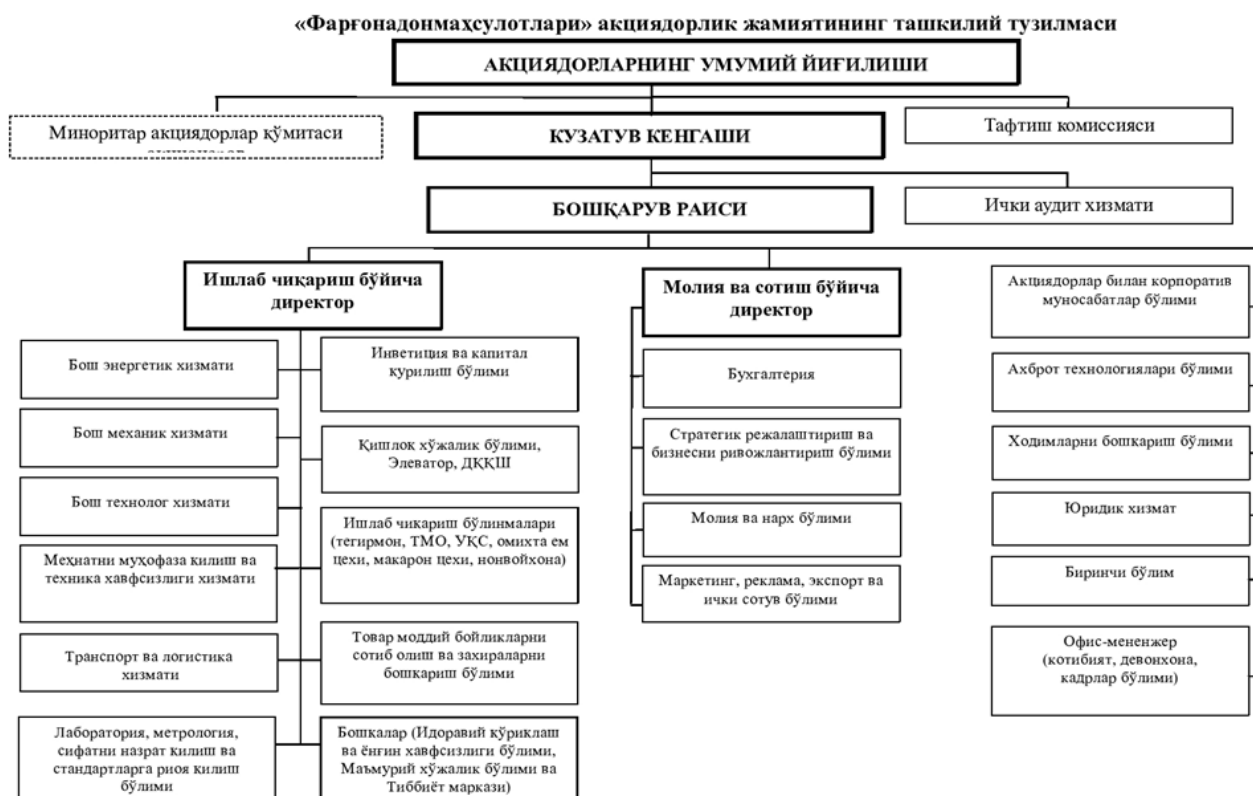 «Фарғонадонмаҳсулотлари» акциядорлик жамиятининг ташкилий тузилмаси
АКЦИЯДОРЛАРНИНГ УМУМИЙ ЙИҒИЛИШИ
Миноритар акциядорлар қўмитаси
КУЗАТУВ КЕНГАШИ
Тафтиш комиссияси
БОШҚАРУВ РАИСИ
Ички аудит хизмати
Ишлаб чиқариш бўйича
директор
Молия ва сотиш бўйича
директор
Акциядорлар билан корпоратив
муносабатлар бўлими
Бош энергетик хизмати
Инветиция ва капитал
қурилиш бўлими
Бухгалтерия
Ахброт технологиялари бўлими
Бош механик хизмати
Қишлоқ хўжалик бўлими,
Элеватор, ДҚҚШ
Стратегик режалаштириш ва
бизнесни ривожлантириш бўлими
Ходимларни бошкариш бўлими
Бош технолог хизмати
Ишлаб чикариш бўлинмалари
(тегирмон, ТМО, УҚС, омихта ем
цехи, макарон цехи, нонвойхона)
Молия ва нарх бўлими
Юридик хизмат
Меҳнатни муҳофаза қилиш ва
техника хавфсизлиги хизмати
Маркетинг, реклама, экспорт ва
ички сотув бўлими
Биринчи бўлим
Транспорт ва логистика
хизмати
Товар моддий бойликларни
сотиб олиш ва захираларни
бошкариш бўлими
Офис-мененжер
(котибият, девонхона,
кадрлар бўлими)
Лаборатория, метрология,
сифатни назрат қилиш ва
стандартларга риоя қилиш
бўлими
Бошкалар (Идоравий қўриклаш
ва ёнғин хавфсизлиги бўлими,
Маъмурий хўжалик бўлими ва
Тиббиёт маркази)